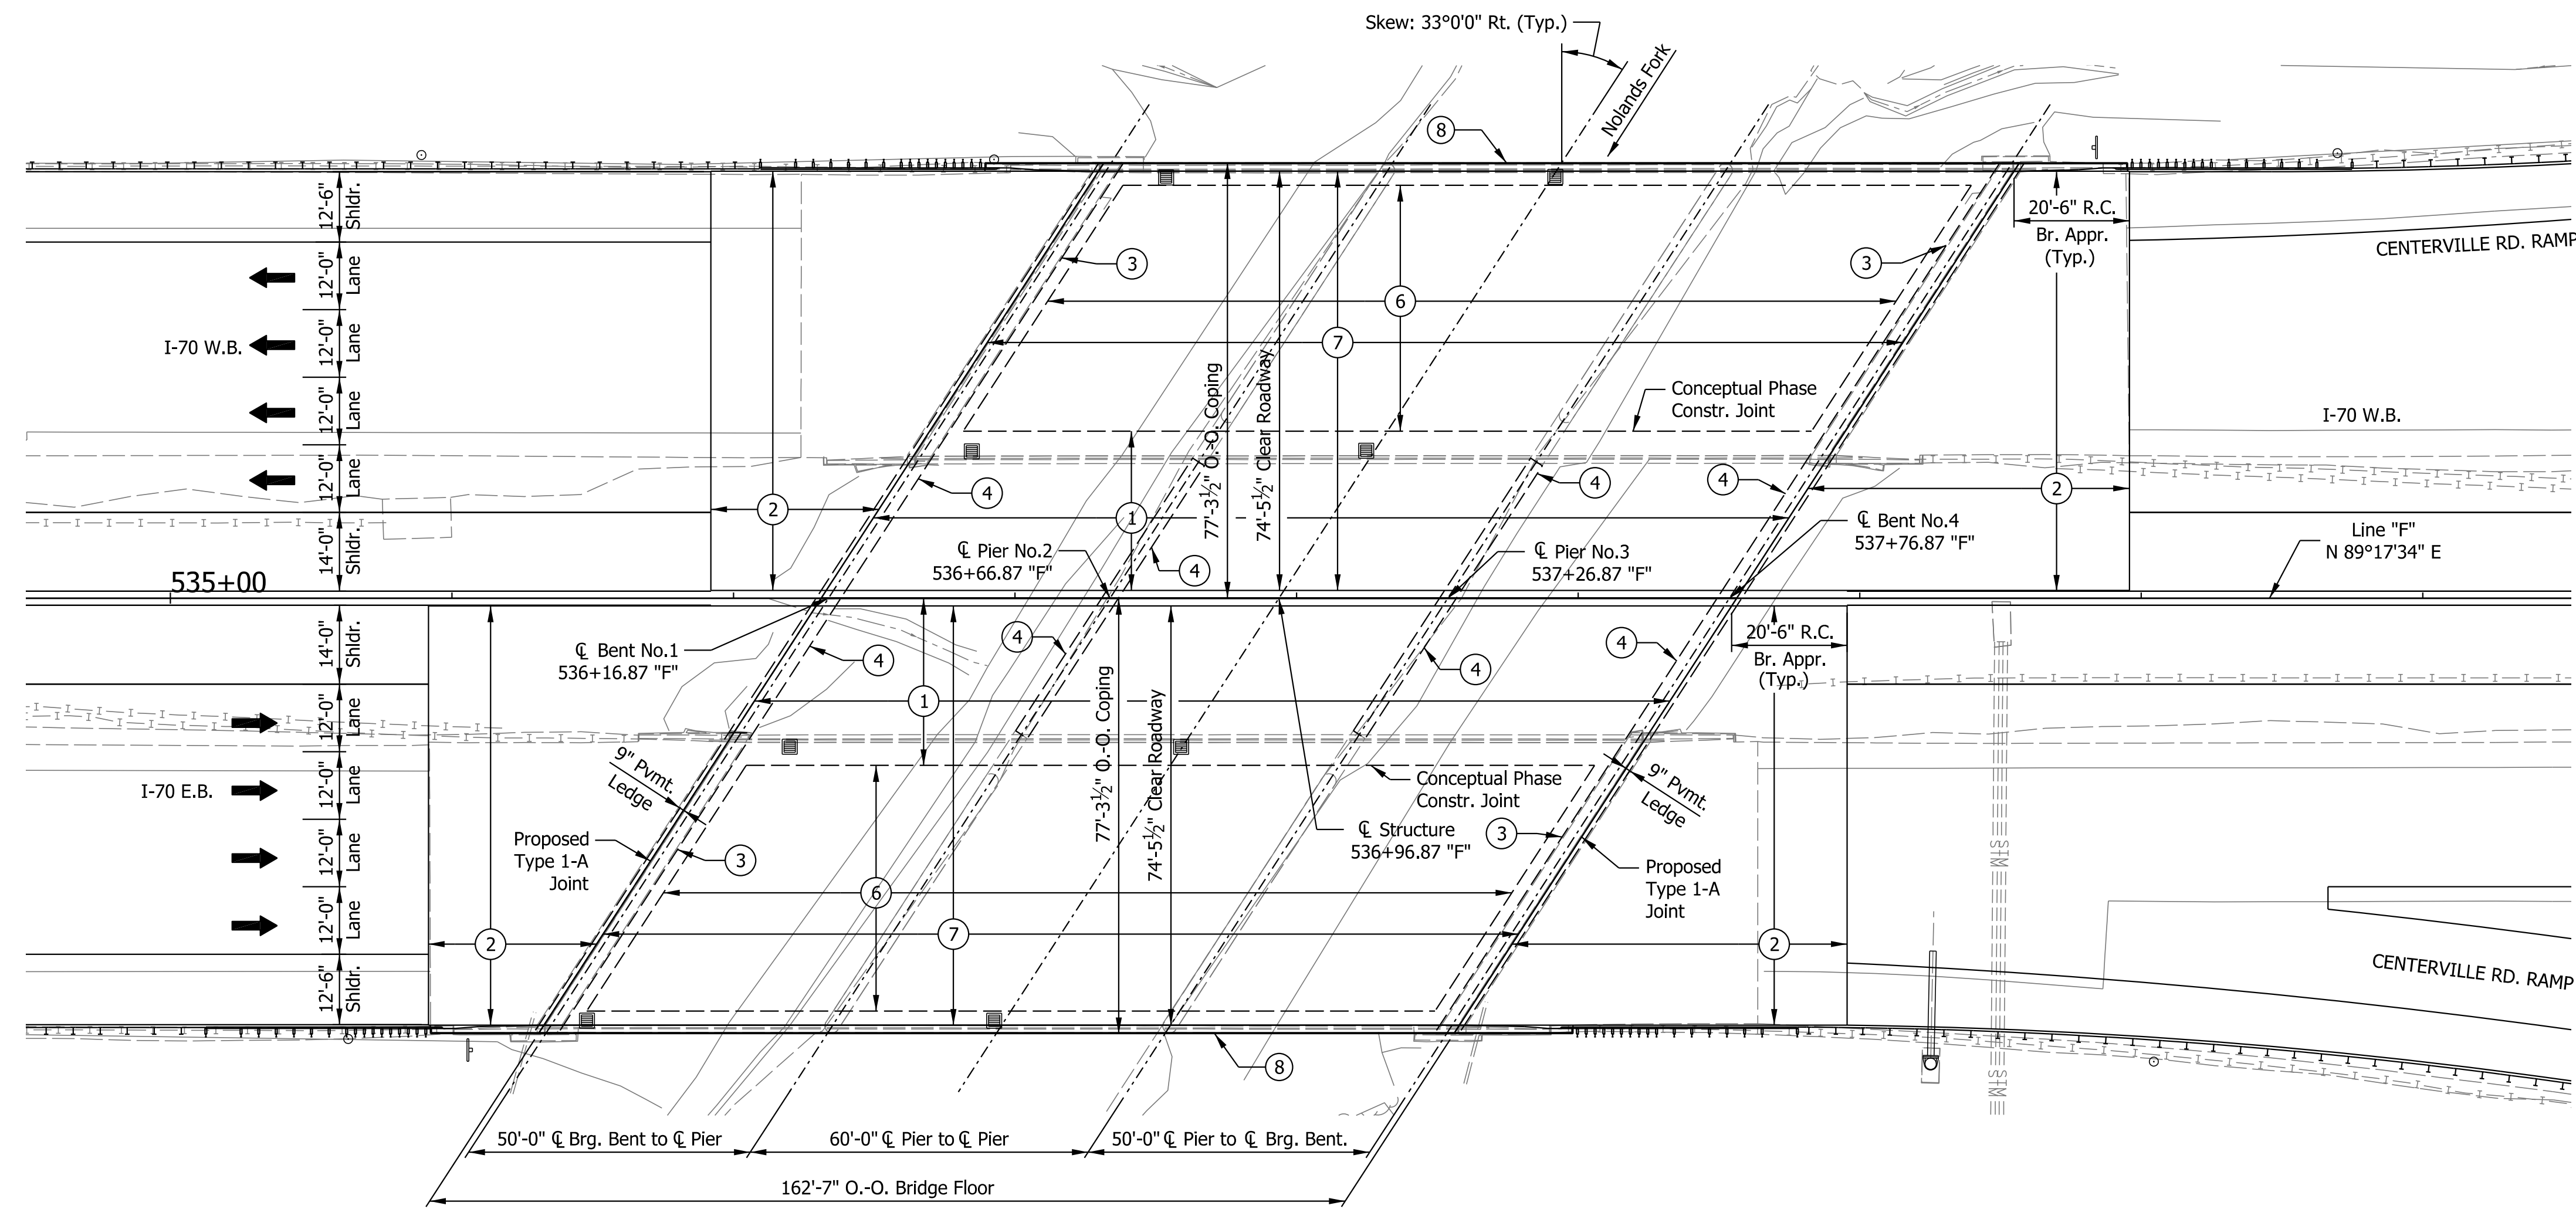 Skew: 33°0'0" Rt. (Typ.)
Nolands Fork
8
12'-6"
Shldr.
20'-6" R.C.
Br. Appr.
(Typ.)
CENTERVILLE RD. RAMP
3
3
12'-0"
Lane
6
I-70 W.B.
12'-0"
Lane
7
77'-3½" O.-O. Coping
74'-5½" Clear Roadway
Conceptual Phase
Constr. Joint
I-70 W.B.
12'-0"
Lane
12'-0"
Lane
4
4
4
2
2
1
℄ Bent No.4
537+76.87 "F"
Line "F"
N 89°17'34" E
14'-0"
Shldr.
℄ Pier No.2
536+66.87 "F"
4
℄ Pier No.3
537+26.87 "F"
535+00
14'-0"
Shldr.
℄ Bent No.1
536+16.87 "F"
4
4
4
4
20'-6" R.C.
Br. Appr.
(Typ.)
12'-0"
Lane
1
77'-3½" O.-O. Coping
74'-5½" Clear Roadway
9" Pvmt.
Ledge
I-70 E.B.
12'-0"
Lane
Conceptual Phase
Constr. Joint
9" Pvmt.
Ledge
Proposed
Type 1-A
Joint
3
℄ Structure
536+96.87 "F"
3
Proposed
Type 1-A
Joint
12'-0"
Lane
6
12'-0"
Lane
7
2
2
STM
CENTERVILLE RD. RAMP
12'-6"
Shldr.
8
STM
50'-0" ℄ Brg. Bent to ℄ Pier
60'-0" ℄ Pier to ℄ Pier
50'-0" ℄ Pier to ℄ Brg. Bent.
162'-7" O.-O. Bridge Floor